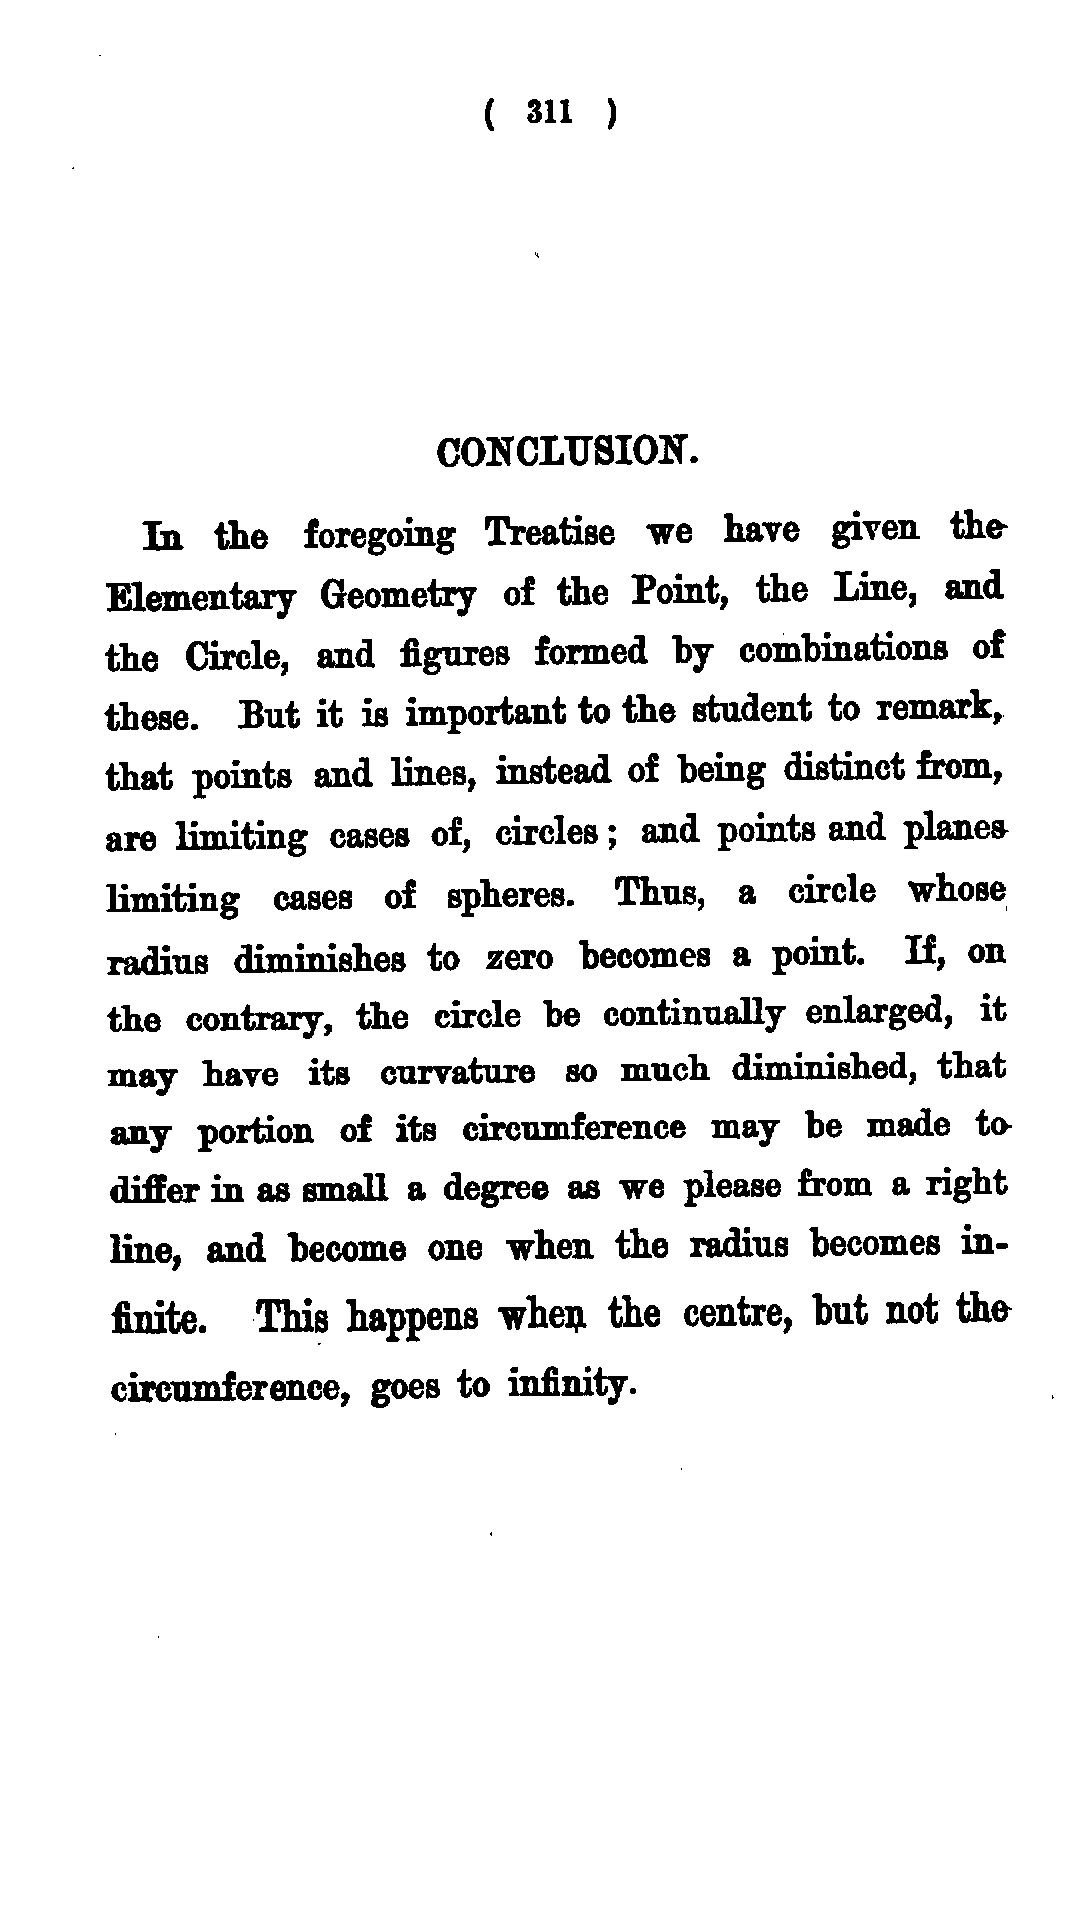 ( 311 )
CONCLUSION.
In the foregoing Treatise we have given the
Elementary Geometry of the Point, the Line, and
the Circle, and figures formed by combinations of
these. But it is important to the student to remark,
that points and lines, instead of being distinct from,
are limiting cases of, circles; and points and planes
limiting cases of spheres. Thus, a circle whose
radius diminishes to zero becomes a point. If, on
the contrary, the circle be continually enlarged, it
may have its curvature so much diminished, that
any portion of its circumference may be made to
differ in as small a degree as we please from a right
line, and become one when the radius becomes in-
finite. This happens when the centre, but not the
circumference, goes to infinity.